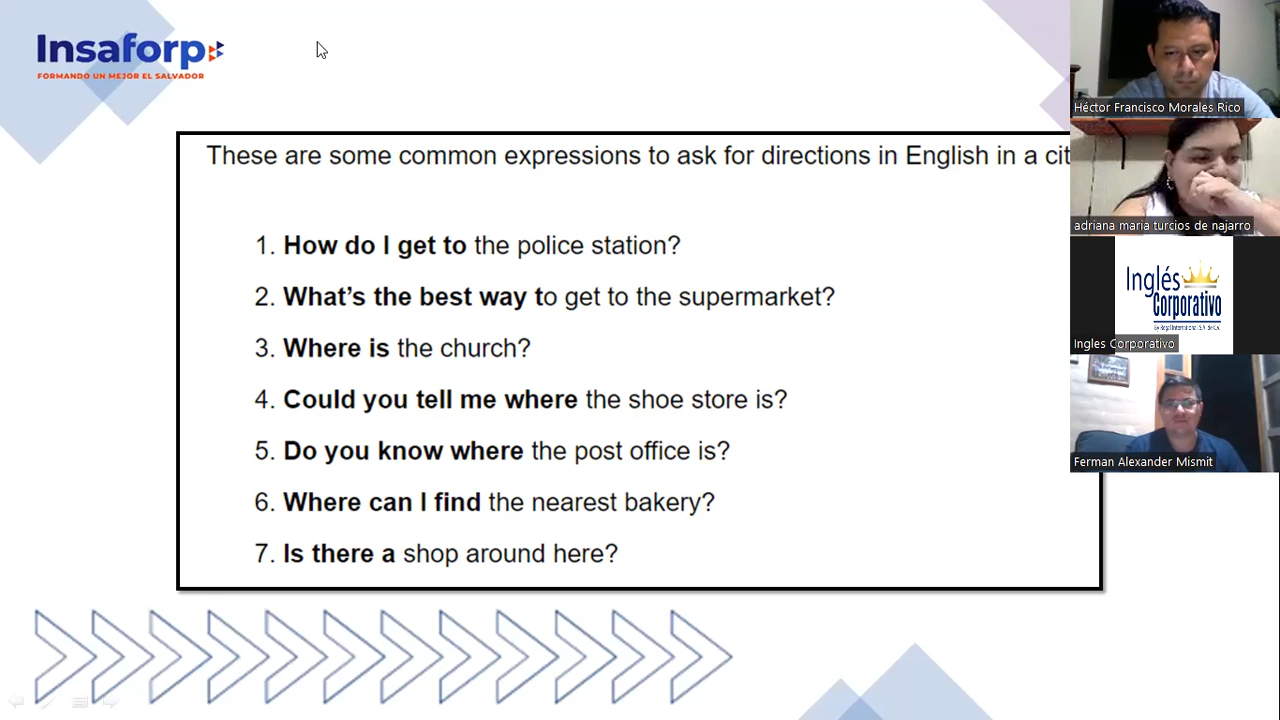 Insaforp
FORMANDO UN MEJOR EL SALVADOR
These are some common expressions to ask for directions in English in a cit
1. How do I get to the police station?
2. What's the best way to get to the supermarket?
3. Where is the church?
4. Could you tell me where the shoe store is?
5. Do you know where the post office is?
6. Where can I find the nearest bakery?
7. Is there a shop around here?
Héctor Francisco Morales Rico
adriana maria turcios de najarro
Inglés
Corporativo
By Regal International S.A. de C.V.
Ingles Corporativo
Ferman Alexander Mismit